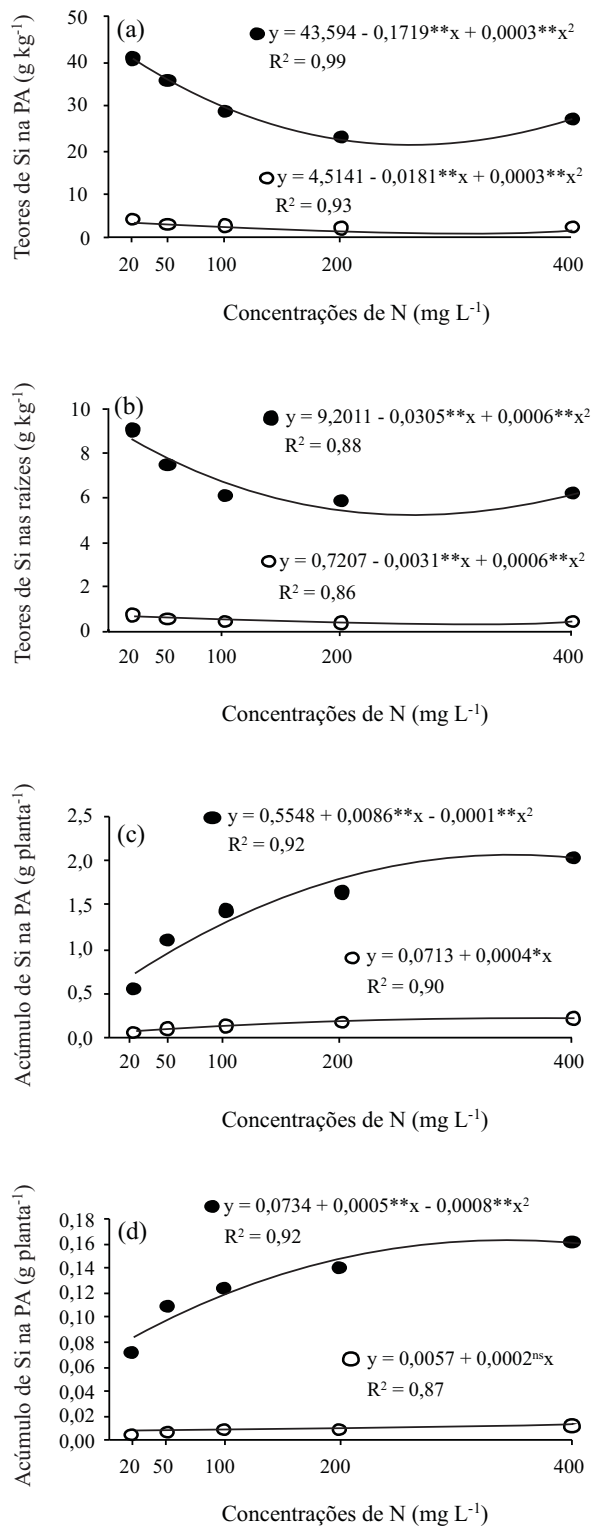 (a)
y = 43,594 - 0,1719**x + 0,0003**x²
R² = 0,99
y = 4,5141 - 0,0181**x + 0,0003**x²
R² = 0,93
Teores de Si na PA (g kg⁻¹)
50
40
30
20
10
0
20 50 100 200 400
Concentrações de N (mg L⁻¹)
(b)
y = 9,2011 - 0,0305**x + 0,0006**x²
R² = 0,88
y = 0,7207 - 0,0031**x + 0,0006**x²
R² = 0,86
Teores de Si nas raízes (g kg⁻¹)
10
8
6
4
2
0
20 50 100 200 400
Concentrações de N (mg L⁻¹)
(c)
y = 0,5548 + 0,0086**x - 0,0001**x²
R² = 0,92
y = 0,0713 + 0,0004*x
R² = 0,90
Acúmulo de Si na PA (g planta⁻¹)
2,5
2,0
1,5
1,0
0,5
0,0
20 50 100 200 400
Concentrações de N (mg L⁻¹)
(d)
y = 0,0734 + 0,0005**x - 0,0008**x²
R² = 0,92
y = 0,0057 + 0,0002ⁿˢx
R² = 0,87
Acúmulo de Si na PA (g planta⁻¹)
0,18
0,16
0,14
0,12
0,10
0,08
0,06
0,04
0,02
0,00
20 50 100 200 400
Concentrações de N (mg L⁻¹)